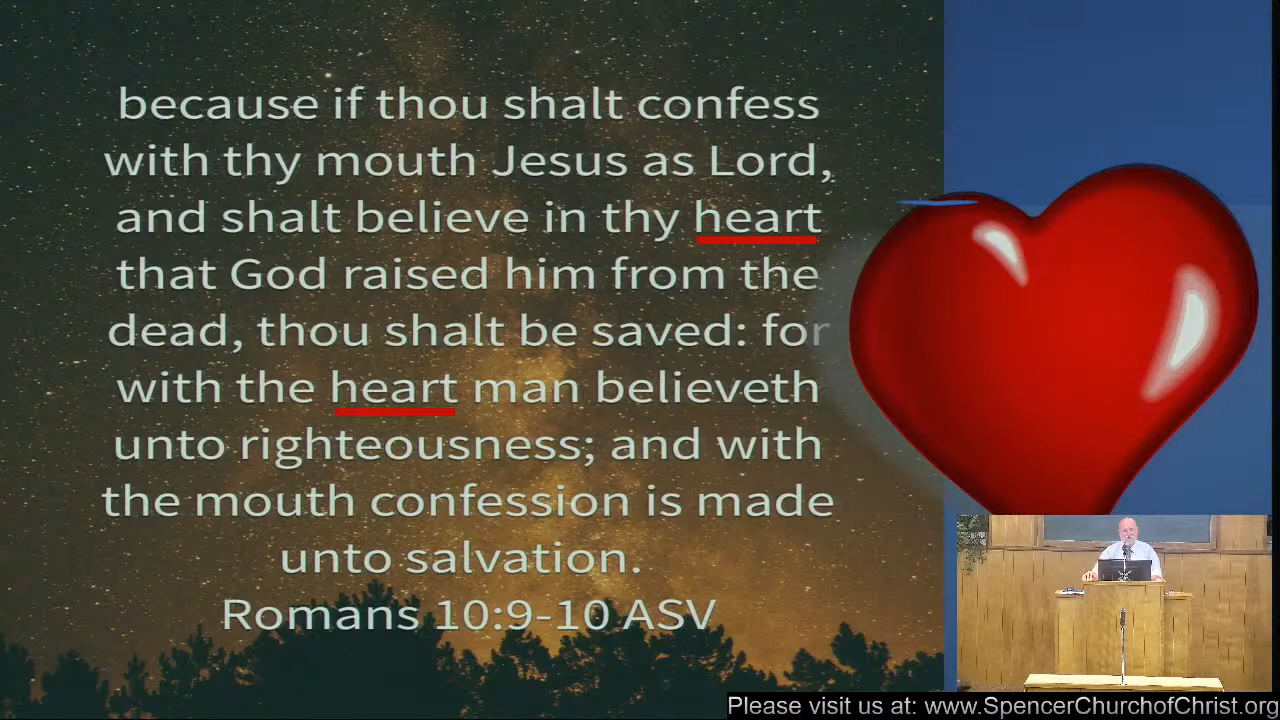 because if thou shalt confess
with thy mouth Jesus as Lord,
and shalt believe in thy heart
that God raised him from the
dead, thou shalt be saved: for
with the heart man believeth
unto righteousness; and with
the mouth confession is made
unto salvation.
Romans 10:9-10 ASV
Please visit us at: www.SpencerChurchofChrist.org